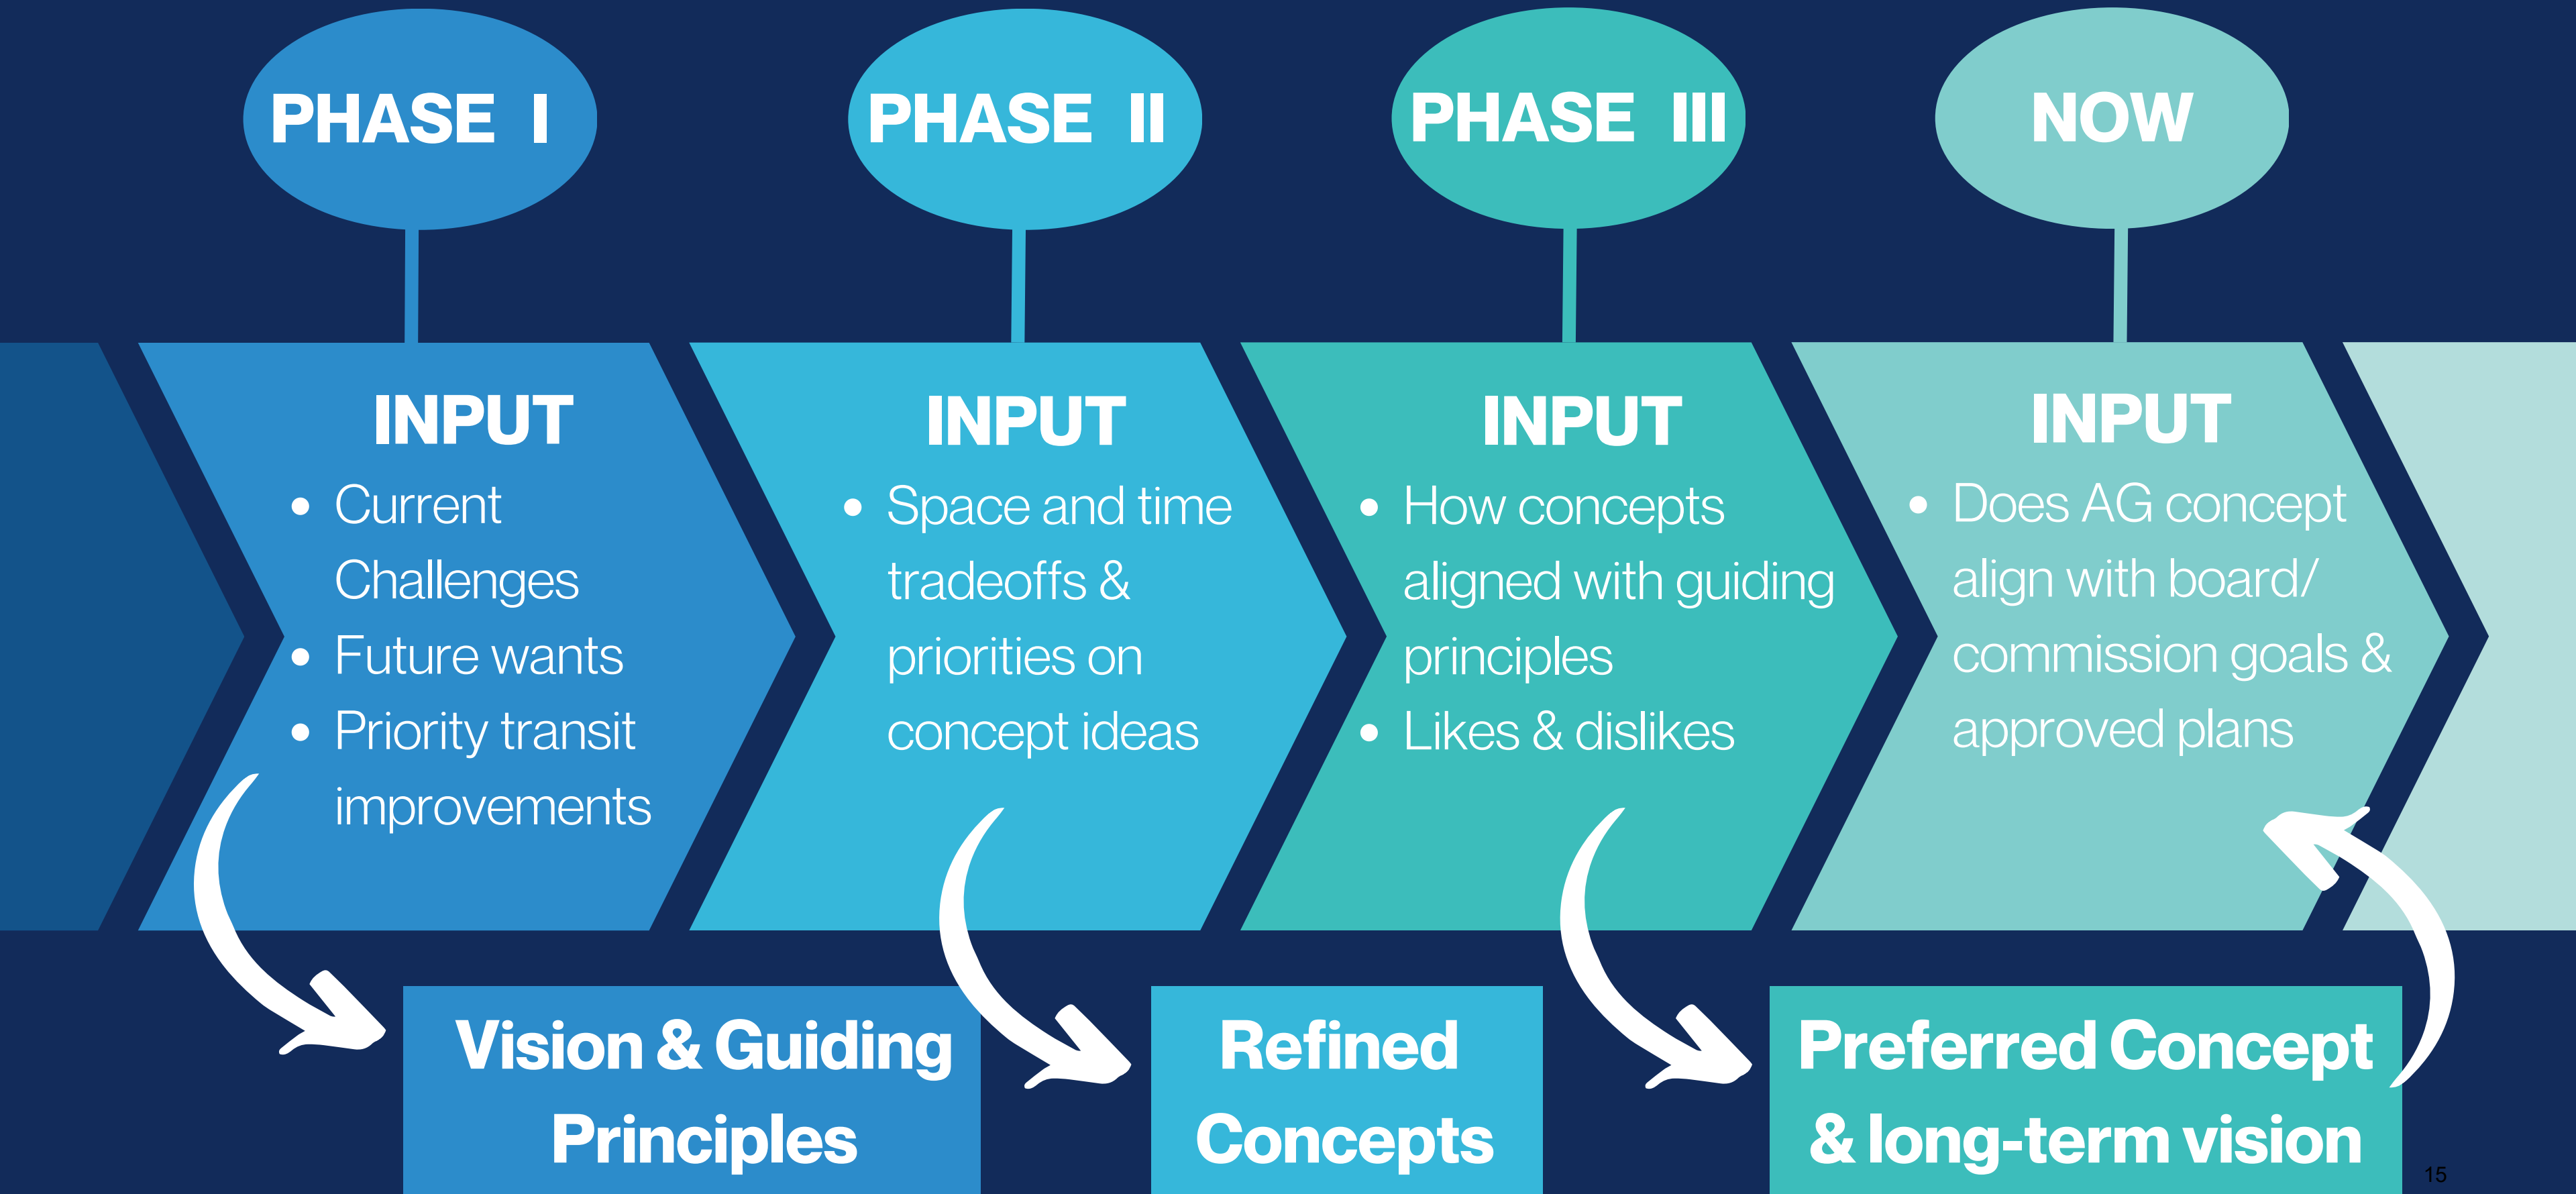 PHASE I
PHASE II
PHASE III
NOW
INPUT
• Current
Challenges
• Future wants
• Priority transit
improvements
INPUT
• Space and time
tradeoffs &
priorities on
concept ideas
INPUT
• How concepts
aligned with guiding
principles
• Likes & dislikes
INPUT
• Does AG concept
align with board/
commission goals &
approved plans
Vision & Guiding
Principles
Refined
Concepts
Preferred Concept
& long-term vision
15